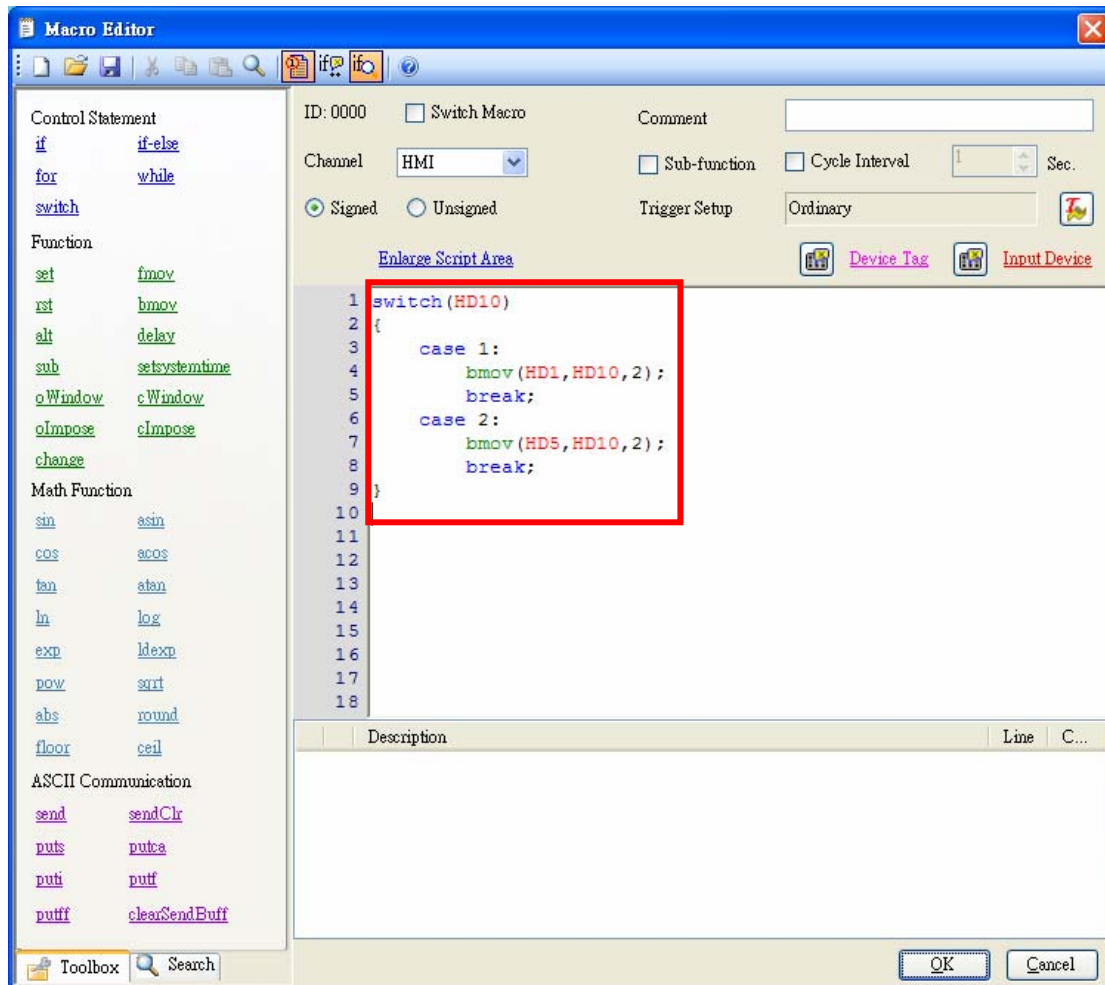 Macro Editor
Control Statement
if if-else
for while
switch
Function
set fmov
rst bmov
alt delay
sub setsystemtime
oWindow cWindow
oImpose cImpose
change
Math Function
sin asin
cos acos
tan atan
ln log
exp ldexp
pow sqrt
abs round
floor ceil
ASCII Communication
send sendClr
puts putca
puti putf
putff clearSendBuff
Toolbox Search
ID: 0000 Switch Macro Comment
Channel HMI Sub-function Cycle Interval 1 Sec.
Signed Unsigned Trigger Setup Ordinary
Enlarge Script Area Device Tag Input Device
1 switch(HD10)
2 {
3 case 1:
4 bmov(HD1,HD10,2);
5 break;
6 case 2:
7 bmov(HD5,HD10,2);
8 break;
9 }
10
11
12
13
14
15
16
17
18
Description Line C...
OK Cancel